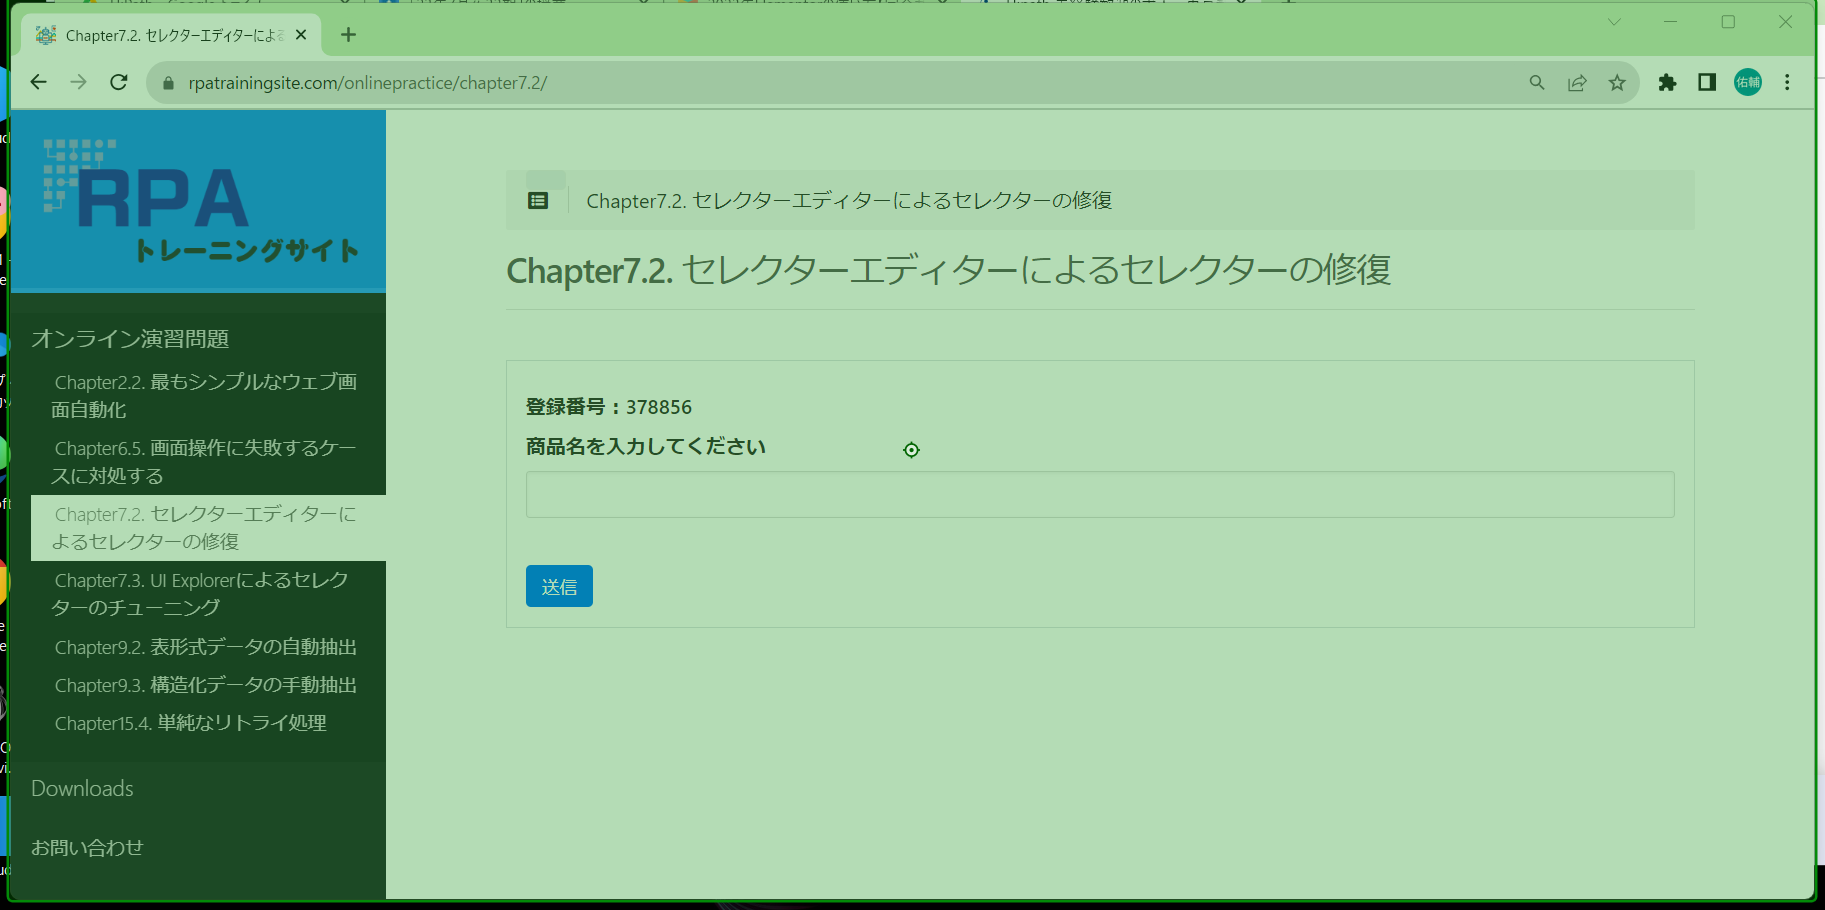 Chapter7.2. セレクターエディターによる
rpatrainingsite.com/onlinepractice/chapter7.2/
佑輔
RPA
トレーニングサイト
オンライン演習問題
Chapter2.2. 最もシンプルなウェブ画
面自動化
Chapter6.5. 画面操作に失敗するケー
スに対処する
Chapter7.2. セレクターエディターに
よるセレクターの修復
Chapter7.3. UI Explorerによるセレク
ターのチューニング
Chapter9.2. 表形式データの自動抽出
Chapter9.3. 構造化データの手動抽出
Chapter15.4. 単純なリトライ処理
Downloads
お問い合わせ
Chapter7.2. セレクターエディターによるセレクターの修復
Chapter7.2. セレクターエディターによるセレクターの修復
登録番号：378856
商品名を入力してください
送信